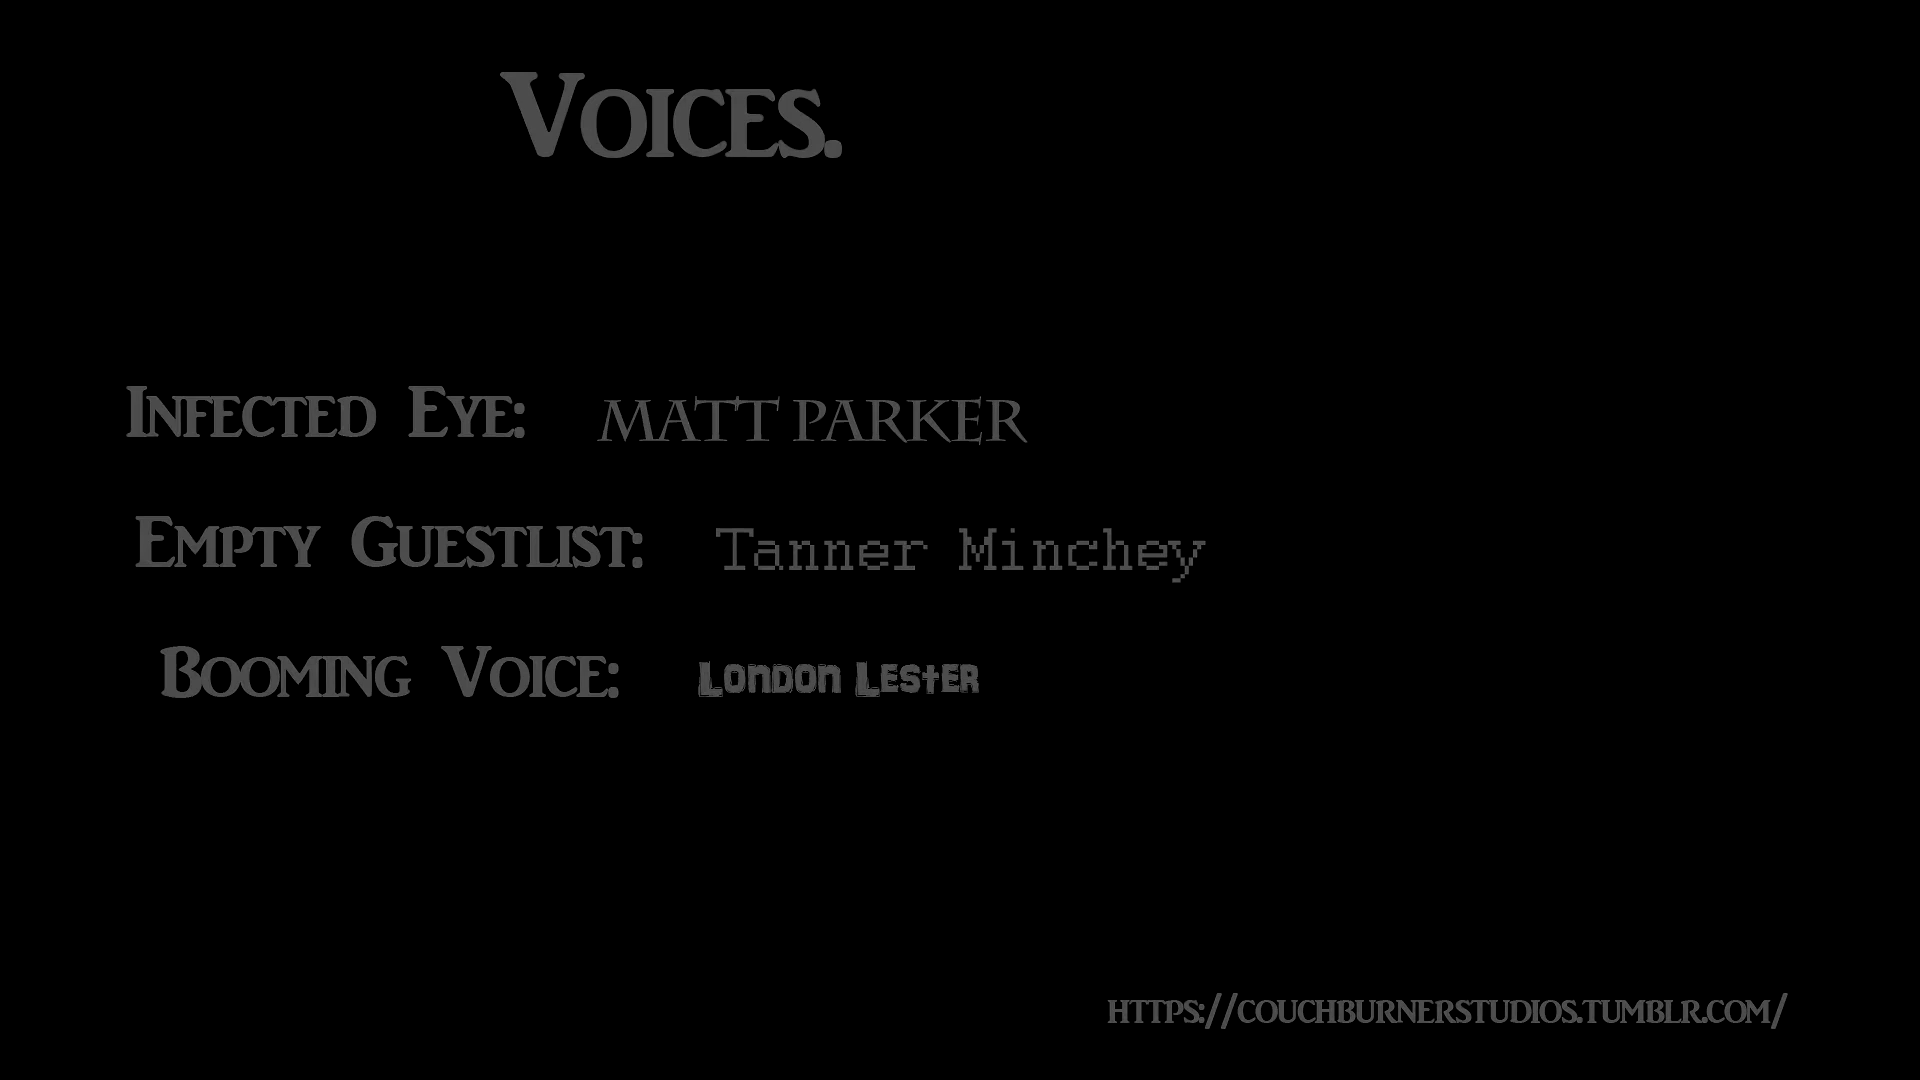 Voices.
Infected Eye: Matt Parker
Empty Guestlist: Tanner Minchey
Booming Voice: London Lester
https://couchburnerstudios.tumblr.com/